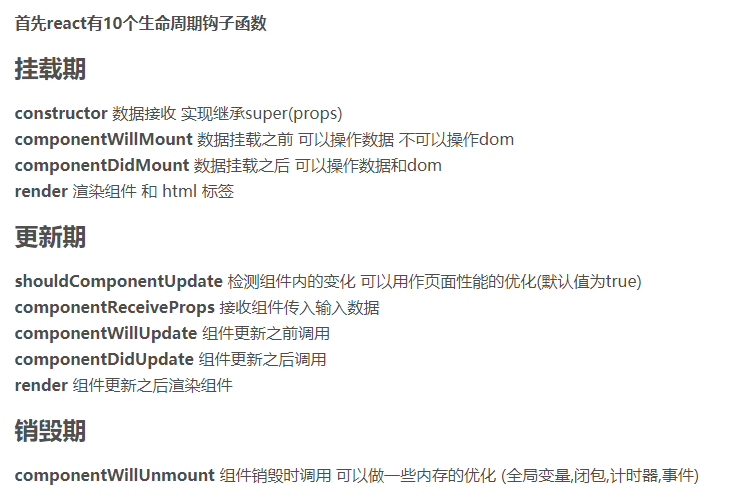 首先react有10个生命周期钩子函数
挂载期
constructor 数据接收 实现继承super(props)
componentWillMount 数据挂载之前 可以操作数据 不可以操作dom
componentDidMount 数据挂载之后 可以操作数据和dom
render 渲染组件 和 html 标签
更新期
shouldComponentUpdate 检测组件内的变化 可以用作页面性能的优化(默认值为true)
componentReceiveProps 接收组件传入输入数据
componentWillUpdate 组件更新之前调用
componentDidUpdate 组件更新之后调用
render 组件更新之后渲染组件
销毁期
componentWillUnmount 组件销毁时调用 可以做一些内存的优化 (全局变量,闭包,计时器,事件)